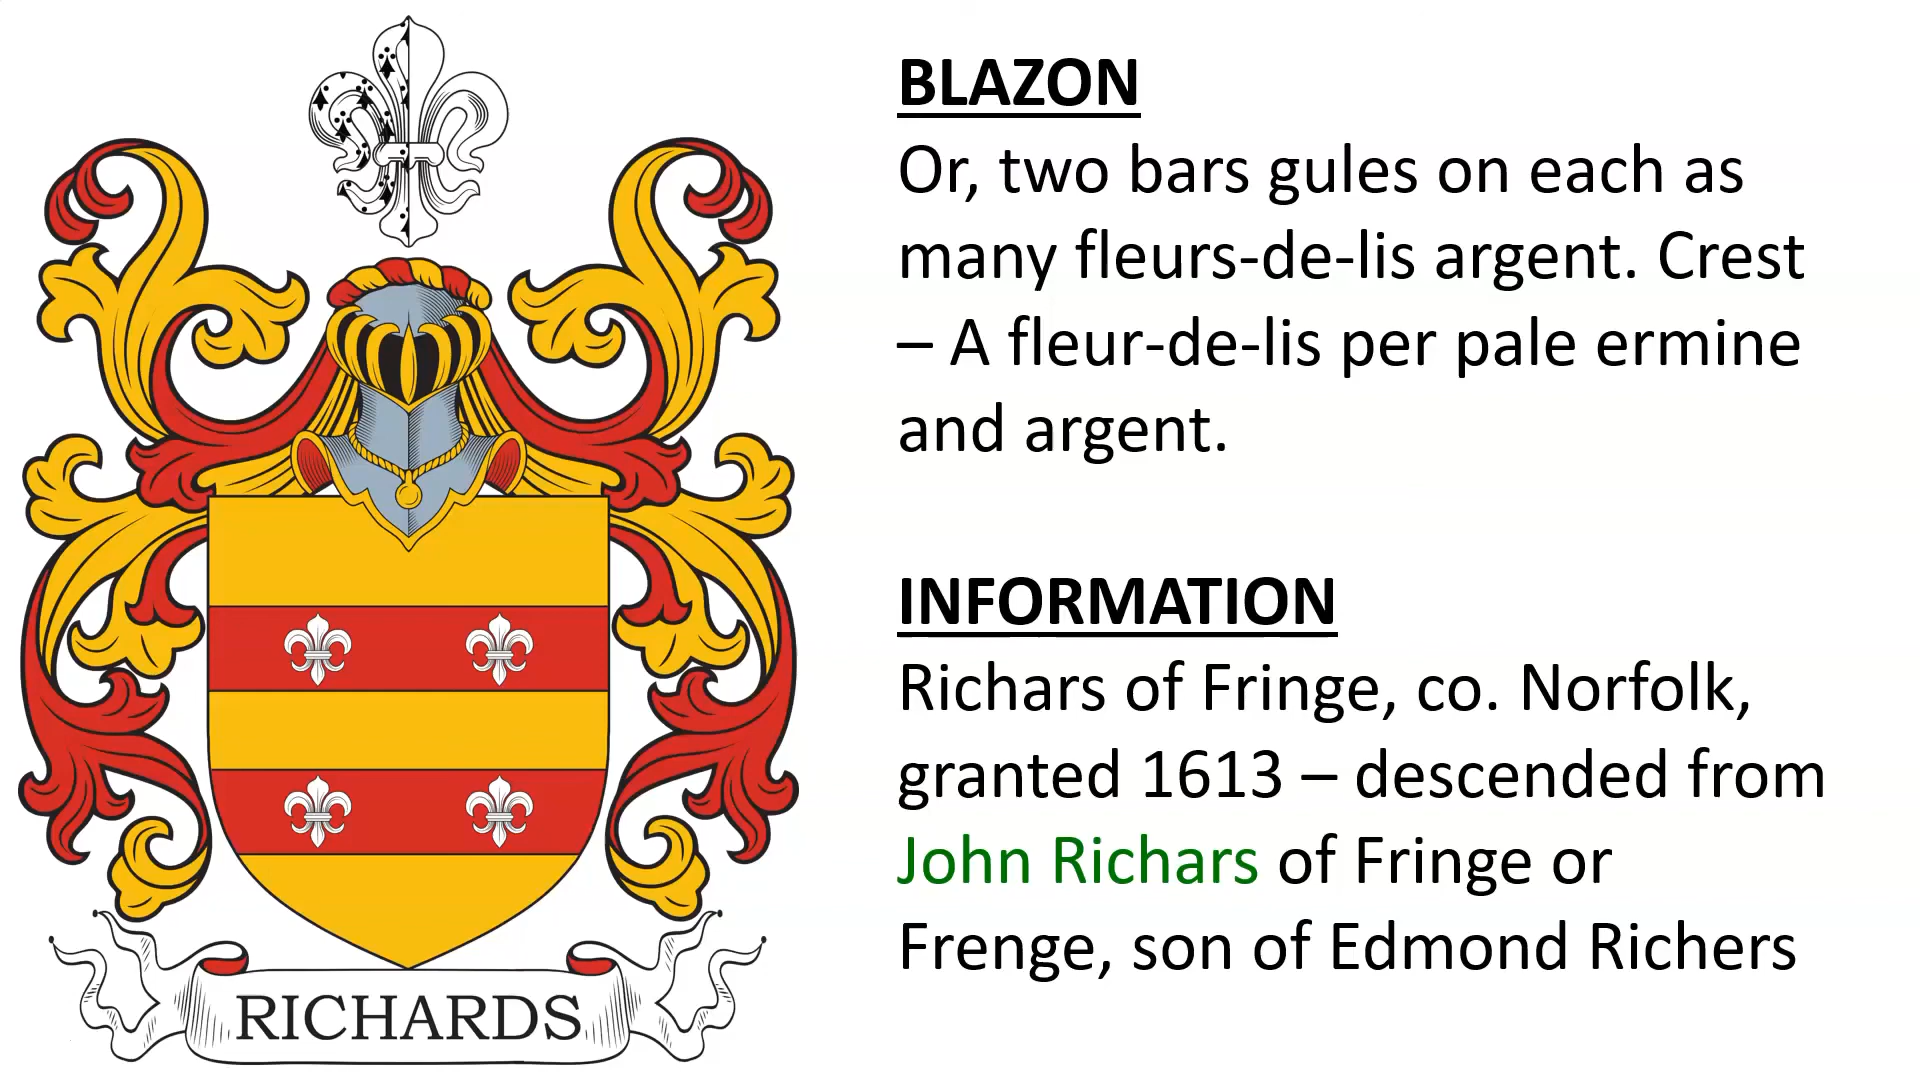 BLAZON
Or, two bars gules on each as
many fleurs-de-lis argent. Crest
– A fleur-de-lis per pale ermine
and argent.
INFORMATION
Richars of Fringe, co. Norfolk,
granted 1613 – descended from
John Richars of Fringe or
Frenge, son of Edmond Richers
RICHARDS